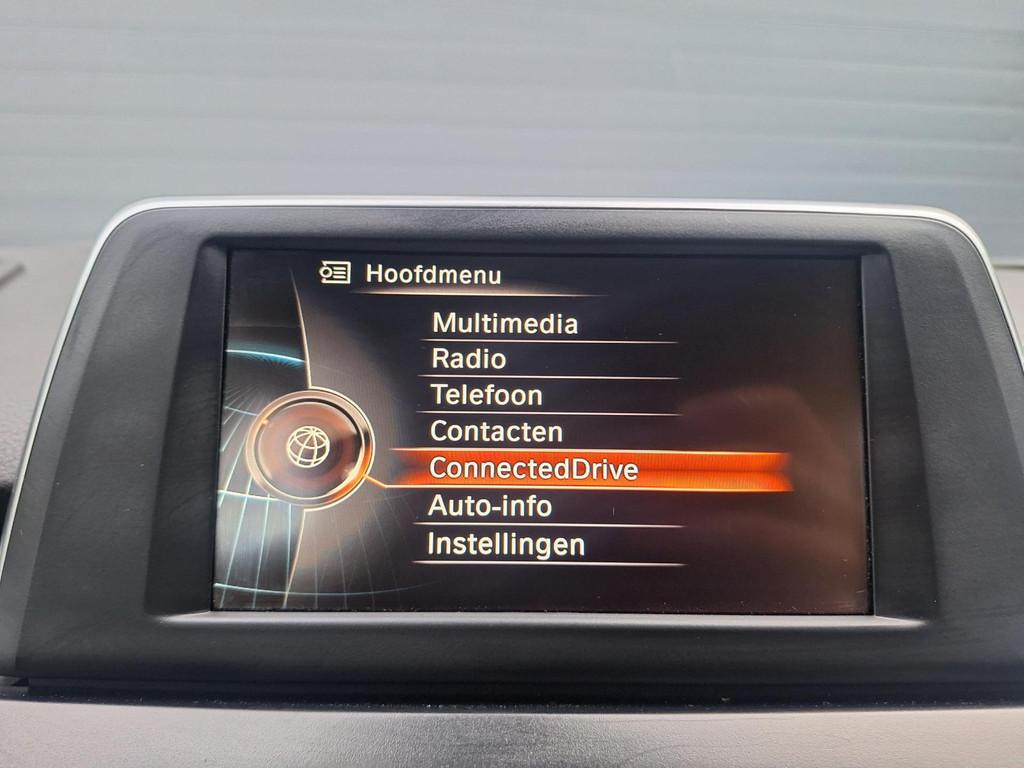 Hoofdmenu
Multimedia
Radio
Telefoon
Contacten
ConnectedDrive
Auto-info
Instellingen